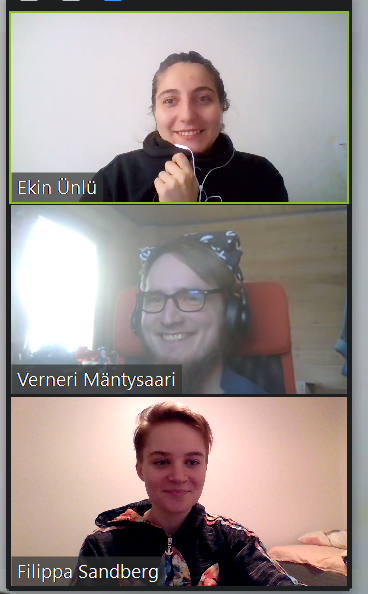 Ekin Ünlü
Verneri Mäntysaari
Filippa Sandberg